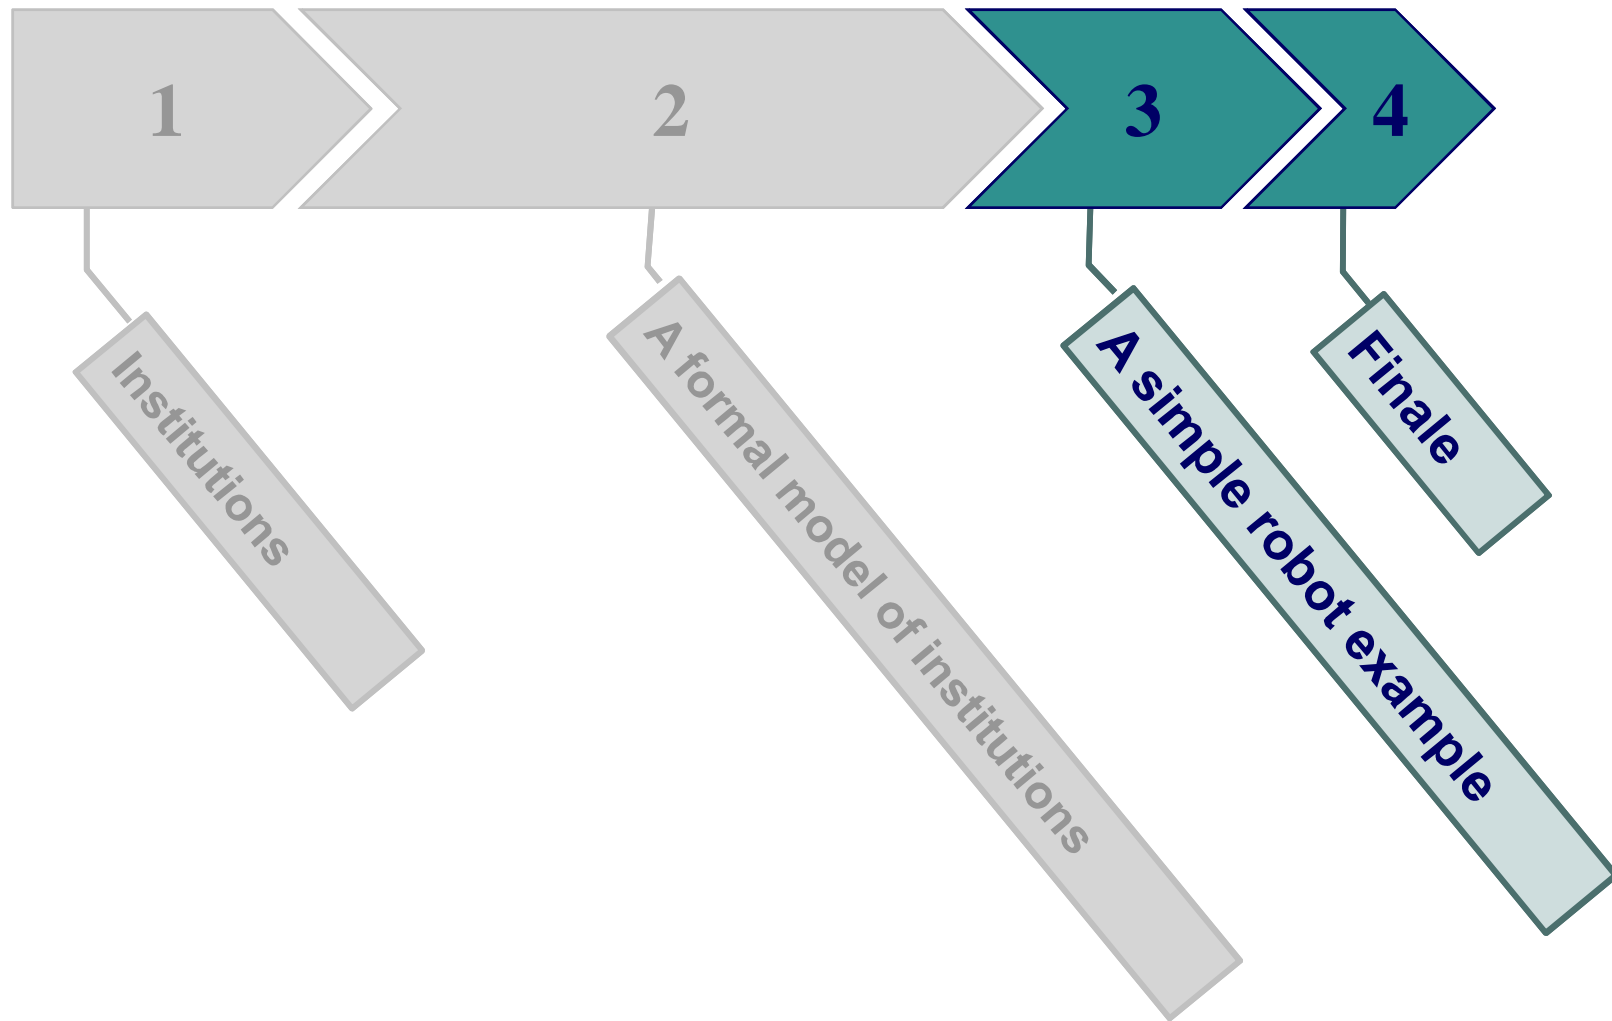 1
2
3
4
Institutions
A formal model of institutions
A simple robot example
Finale